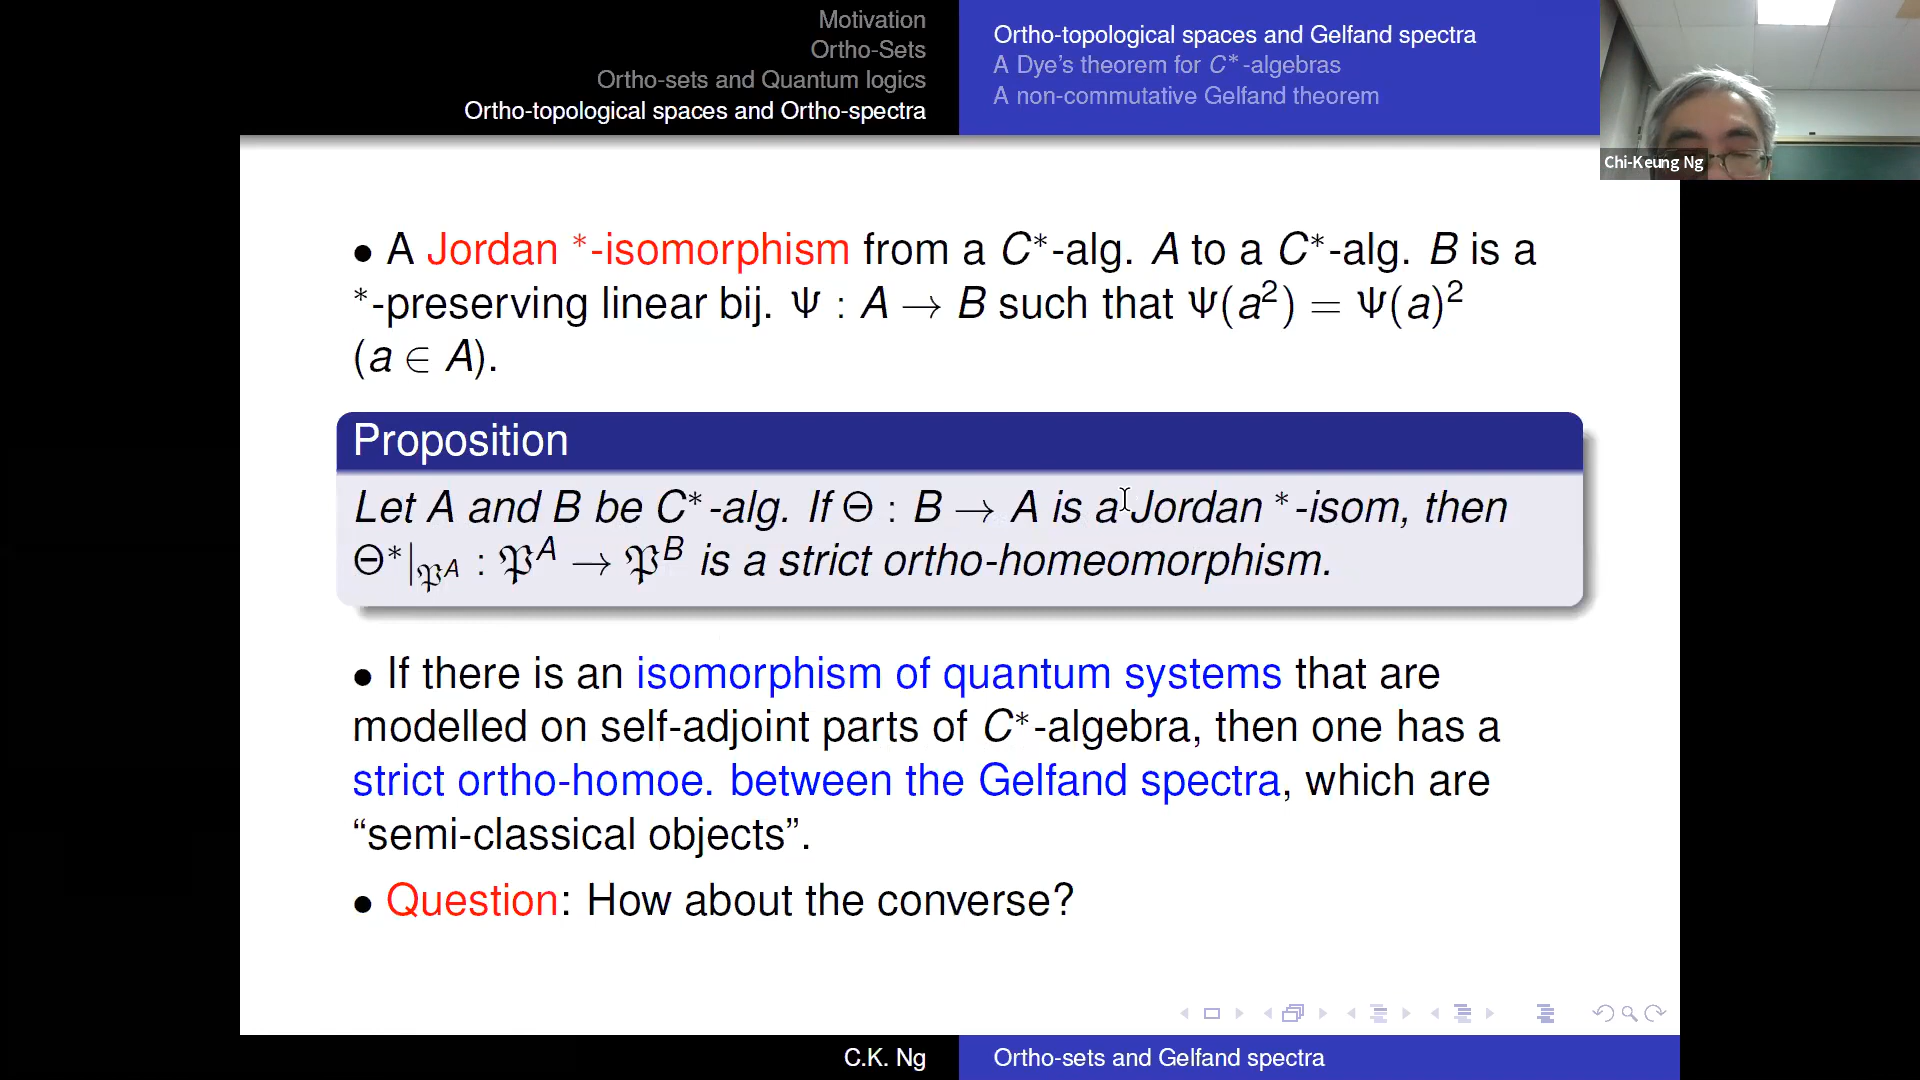 Motivation
Ortho-Sets
Ortho-sets and Quantum logics
Ortho-topological spaces and Ortho-spectra
Ortho-topological spaces and Gelfand spectra
A Dye's theorem for C*-algebras
A non-commutative Gelfand theorem
Chi-Keung Ng
• A Jordan *-isomorphism from a C*-alg. A to a C*-alg. B is a
*-preserving linear bij. Ψ : A → B such that Ψ(a²) = Ψ(a)²
(a ∈ A).
Proposition
Let A and B be C*-alg. If Θ : B → A is a Jordan *-isom, then
Θ*|_𝔓^A : 𝔓^A → 𝔓^B is a strict ortho-homeomorphism.
• If there is an isomorphism of quantum systems that are
modelled on self-adjoint parts of C*-algebra, then one has a
strict ortho-homoe. between the Gelfand spectra, which are
“semi-classical objects”.
• Question: How about the converse?
C.K. Ng
Ortho-sets and Gelfand spectra